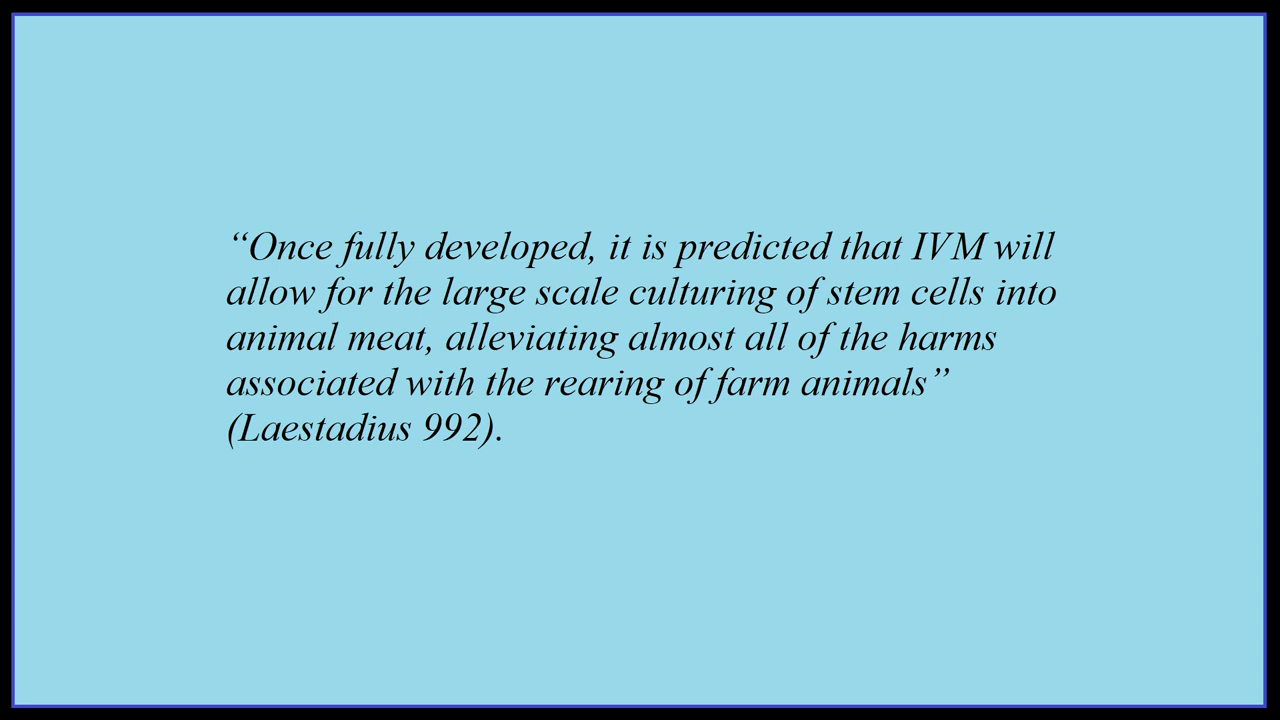 “Once fully developed, it is predicted that IVM will
allow for the large scale culturing of stem cells into
animal meat, alleviating almost all of the harms
associated with the rearing of farm animals”
(Laestadius 992).